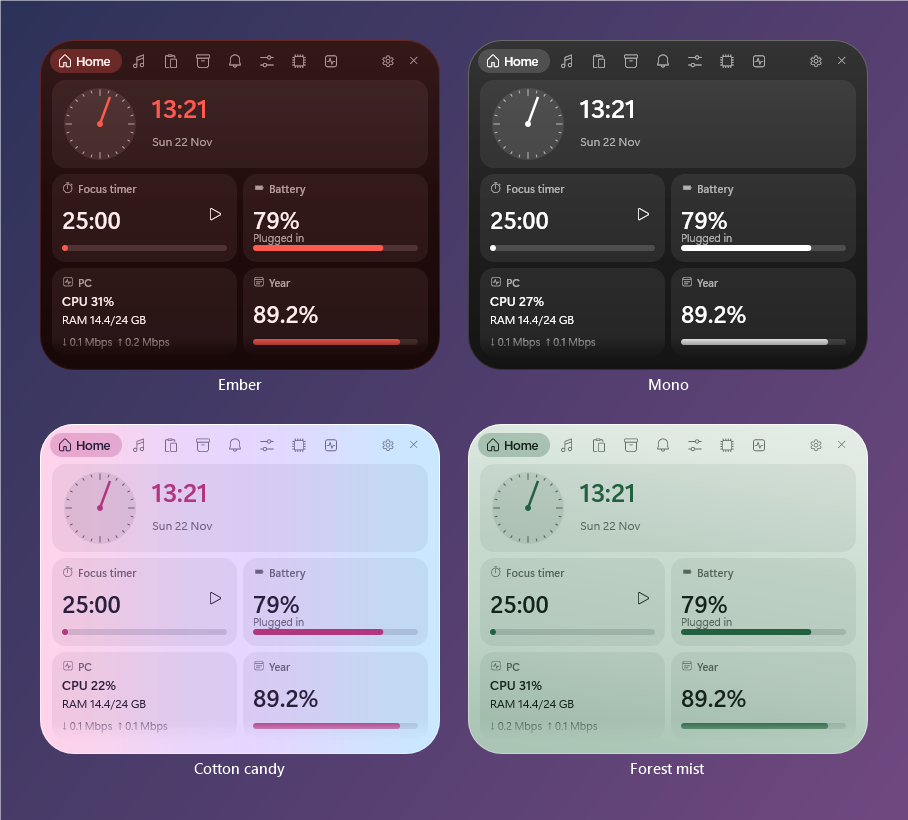 Home
13:21
Sun 22 Nov
Focus timer
25:00
Battery
79%
Plugged in
PC
CPU 31%
RAM 14.4/24 GB
↓ 0.1 Mbps ↑ 0.2 Mbps
Year
89.2%
Ember
Home
13:21
Sun 22 Nov
Focus timer
25:00
Battery
79%
Plugged in
PC
CPU 27%
RAM 14.4/24 GB
↓ 0.1 Mbps ↑ 0.1 Mbps
Year
89.2%
Mono
Home
13:21
Sun 22 Nov
Focus timer
25:00
Battery
79%
Plugged in
PC
CPU 22%
RAM 14.4/24 GB
↓ 0.1 Mbps ↑ 0.1 Mbps
Year
89.2%
Cotton candy
Home
13:21
Sun 22 Nov
Focus timer
25:00
Battery
79%
Plugged in
PC
CPU 31%
RAM 14.4/24 GB
↓ 0.2 Mbps ↑ 0.1 Mbps
Year
89.2%
Forest mist